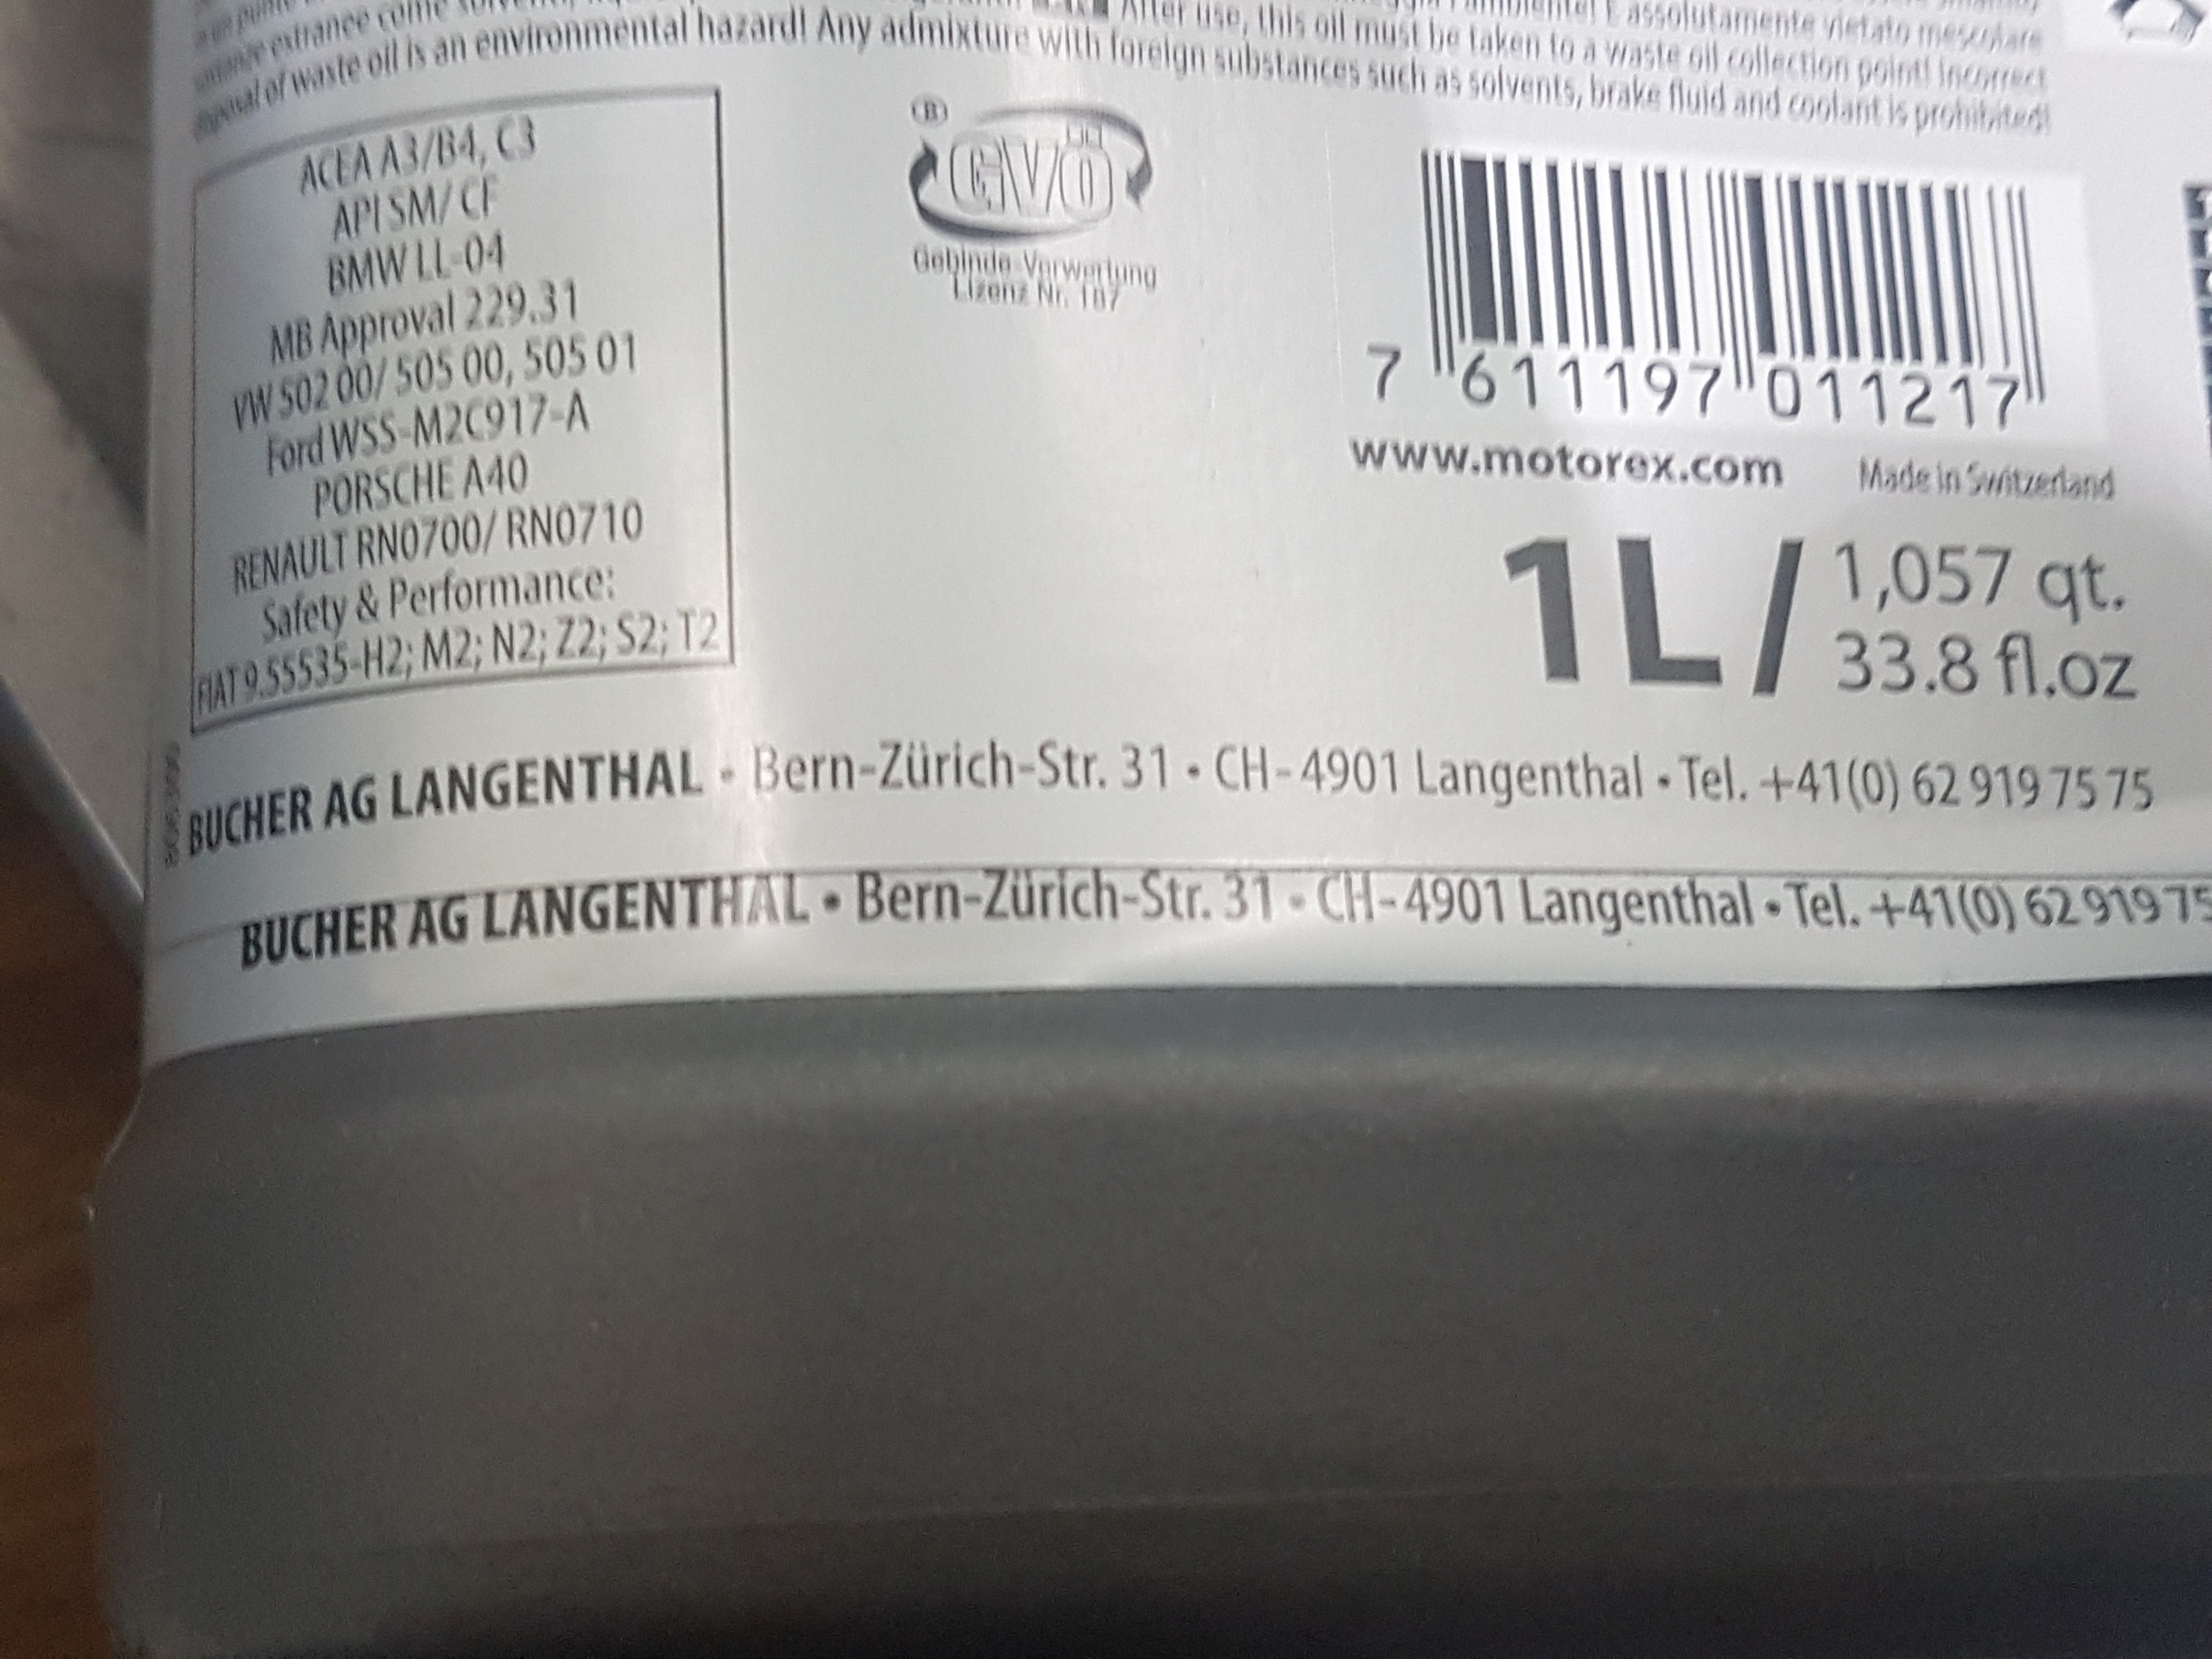 assolutamente vietato mescolare
estranee come
After use, this oil must be taken to a waste oil collection point! Incorrect
disposal of waste oil is an environmental hazard! Any admixture with foreign substances such as solvents, brake fluid and coolant is prohibited!
ACEA A3/B4, C3
API SM/ CF
BMW LL-04
MB Approval 229.31
VW 502 00/ 505 00, 505 01
Ford WSS-M2C917-A
PORSCHE A40
RENAULT RN0700/ RN0710
Safety & Performance:
FIAT 9.55535-H2; M2; N2; Z2; S2; T2
®
GVÖ
Gebinde-Verwertung
Lizenz Nr. 187
7 611197 011217
www.motorex.com Made in Switzerland
1L/ 1,057 qt.
33.8 fl.oz
BUCHER AG LANGENTHAL • Bern-Zürich-Str. 31 • CH-4901 Langenthal • Tel. +41(0) 62 919 75 75
BUCHER AG LANGENTHAL • Bern-Zürich-Str. 31 • CH-4901 Langenthal • Tel. +41(0) 62 919 75